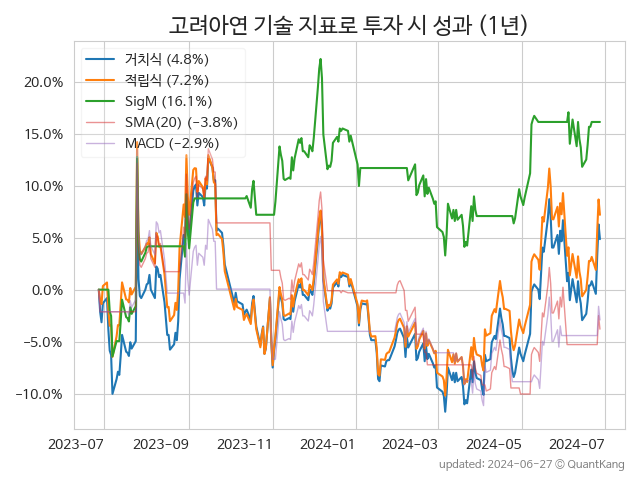 고려아연 기술 지표로 투자 시 성과 (1년)
거치식 (4.8%)
적립식 (7.2%)
SigM (16.1%)
SMA(20) (−3.8%)
MACD (−2.9%)
20.0%
15.0%
10.0%
5.0%
0.0%
−5.0%
−10.0%
2023-07 2023-09 2023-11 2024-01 2024-03 2024-05 2024-07
updated: 2024-06-27 ⓒ QuantKang